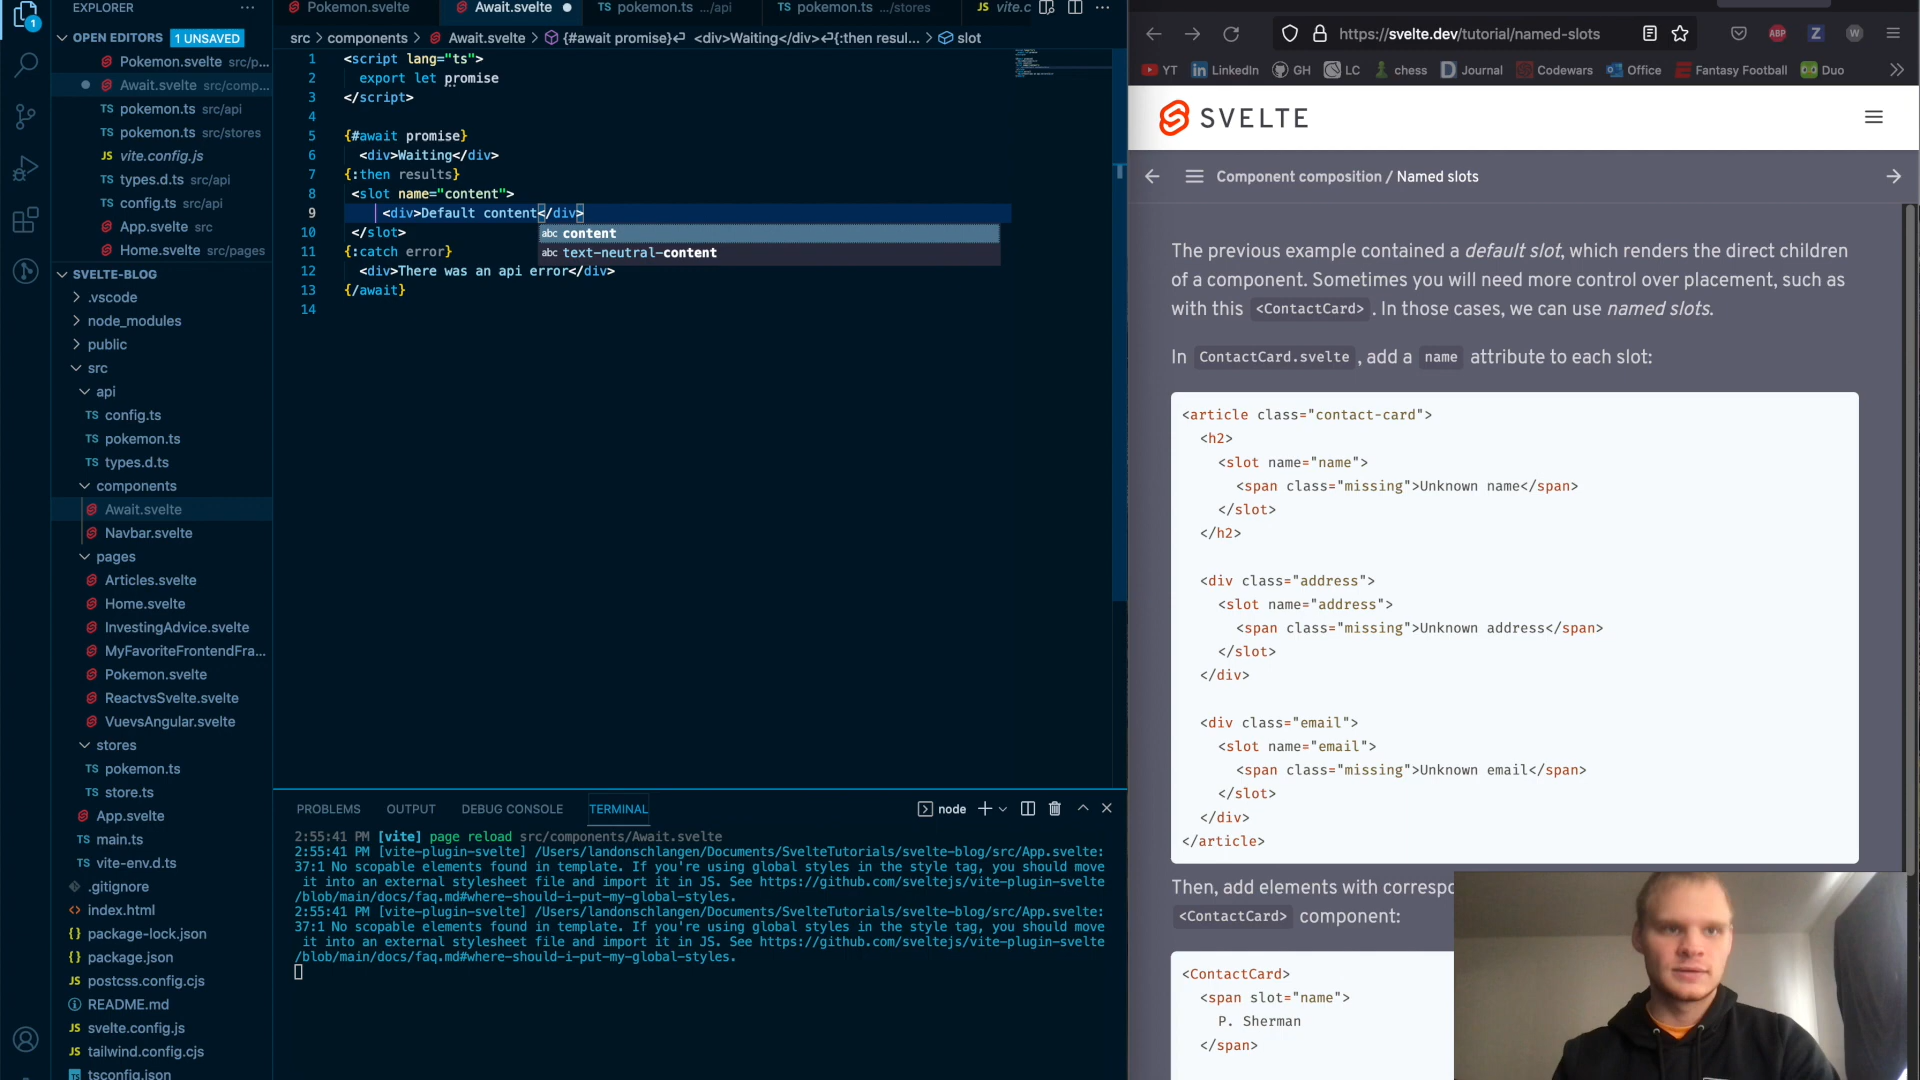 EXPLORER
OPEN EDITORS 1 UNSAVED
1
Pokemon.svelte src/p...
Await.svelte src/comp...
TS pokemon.ts src/api
TS pokemon.ts src/stores
JS vite.config.js
TS types.d.ts src/api
TS config.ts src/api
App.svelte src
Home.svelte src/pages
SVELTE-BLOG
.vscode
node_modules
public
src
api
TS config.ts
TS pokemon.ts
TS types.d.ts
components
Await.svelte
Navbar.svelte
pages
Articles.svelte
Home.svelte
InvestingAdvice.svelte
MyFavoriteFrontendFra...
Pokemon.svelte
ReactvsSvelte.svelte
VuevsAngular.svelte
stores
TS pokemon.ts
TS store.ts
App.svelte
TS main.ts
TS vite-env.d.ts
.gitignore
<> index.html
{} package-lock.json
{} package.json
JS postcss.config.cjs
README.md
JS svelte.config.js
JS tailwind.config.cjs
tsconfig.json
Pokemon.svelte Await.svelte TS pokemon.ts .../api TS pokemon.ts .../stores JS vite.c
src > components > Await.svelte > {#await promise}↵ <div>Waiting</div>↵{:then resul... > slot
1 <script lang="ts">
2 export let promise
3 </script>
4
5 {#await promise}
6 <div>Waiting</div>
7 {:then results}
8 <slot name="content">
9 <div>Default content</div>
10 </slot>
11 {:catch error}
12 <div>There was an api error</div>
13 {/await}
14
abc content
abc text-neutral-content
PROBLEMS OUTPUT DEBUG CONSOLE TERMINAL node
2:55:41 PM [vite] page reload src/components/Await.svelte
2:55:41 PM [vite-plugin-svelte] /Users/landonschlangen/Documents/SvelteTutorials/svelte-blog/src/App.svelte:
37:1 No scopable elements found in template. If you're using global styles in the style tag, you should move
it into an external stylesheet file and import it in JS. See https://github.com/sveltejs/vite-plugin-svelte
/blob/main/docs/faq.md#where-should-i-put-my-global-styles.
2:55:41 PM [vite-plugin-svelte] /Users/landonschlangen/Documents/SvelteTutorials/svelte-blog/src/App.svelte:
37:1 No scopable elements found in template. If you're using global styles in the style tag, you should move
it into an external stylesheet file and import it in JS. See https://github.com/sveltejs/vite-plugin-svelte
/blob/main/docs/faq.md#where-should-i-put-my-global-styles.
https://svelte.dev/tutorial/named-slots
ABP Z W
YT LinkedIn GH LC chess Journal Codewars Office Fantasy Football Duo
SVELTE
Component composition / Named slots
The previous example contained a default slot, which renders the direct children
of a component. Sometimes you will need more control over placement, such as
with this <ContactCard>. In those cases, we can use named slots.
In ContactCard.svelte, add a name attribute to each slot:
<article class="contact-card">
<h2>
<slot name="name">
<span class="missing">Unknown name</span>
</slot>
</h2>
<div class="address">
<slot name="address">
<span class="missing">Unknown address</span>
</slot>
</div>
<div class="email">
<slot name="email">
<span class="missing">Unknown email</span>
</slot>
</div>
</article>
Then, add elements with correspo
<ContactCard> component:
<ContactCard>
<span slot="name">
P. Sherman
</span>